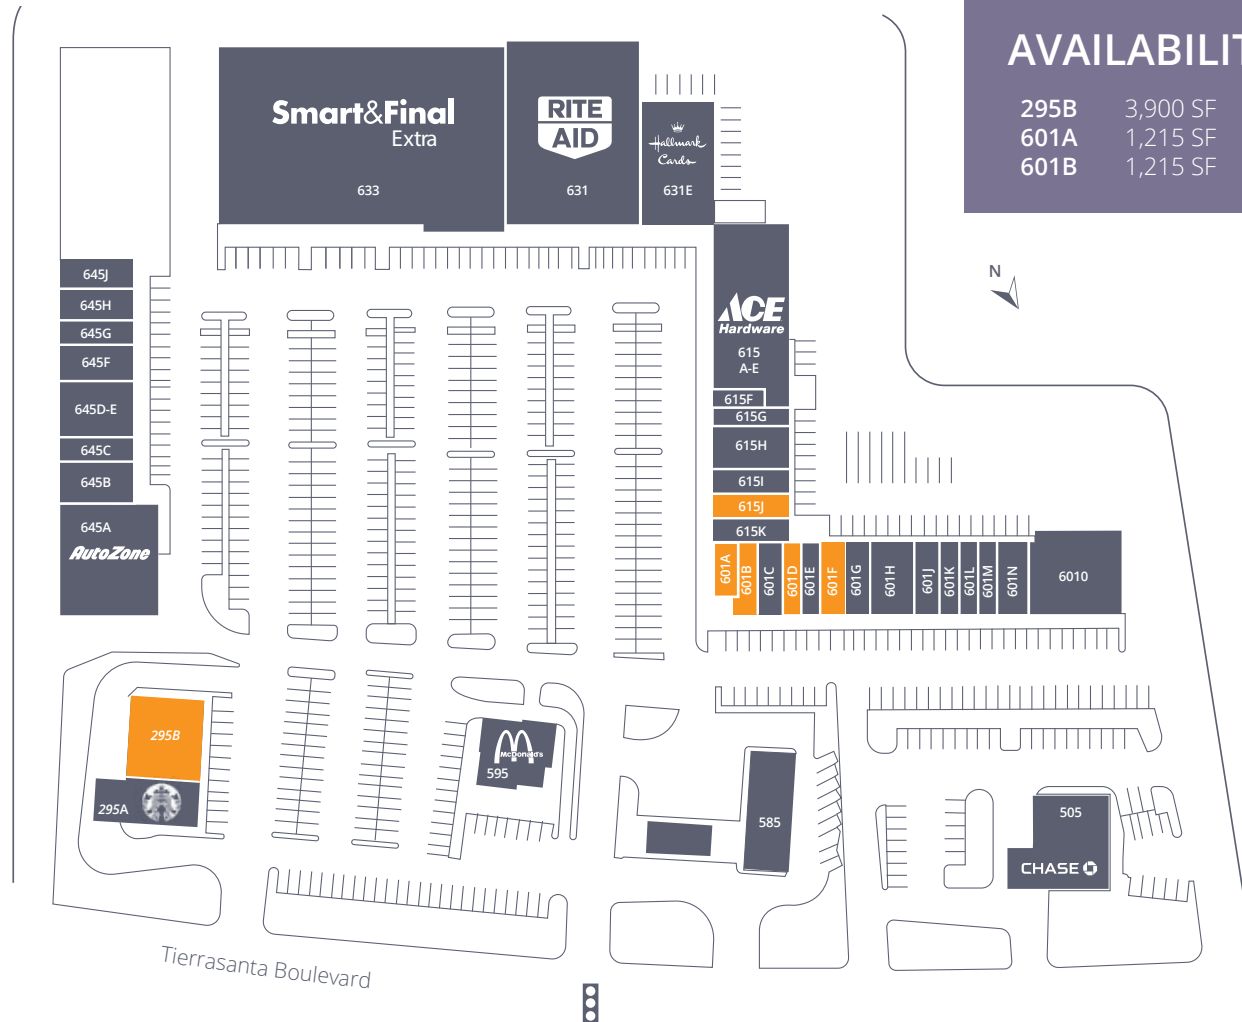 AVAILABILIT
295B 3,900 SF
601A 1,215 SF
601B 1,215 SF
Smart&Final
Extra
633
RITE
AID
631
Hallmark
Cards
631E
N
645J
645H
645G
645F
645D-E
645C
645B
645A
AutoZone
ACE
Hardware
615
A-E
615F
615G
615H
615I
615J
615K
601A
601B
601C
601D
601E
601F
601G
601H
601J
601K
601L
601M
601N
6010
295B
295A
McDonald's
595
585
505
CHASE
Tierrasanta Boulevard